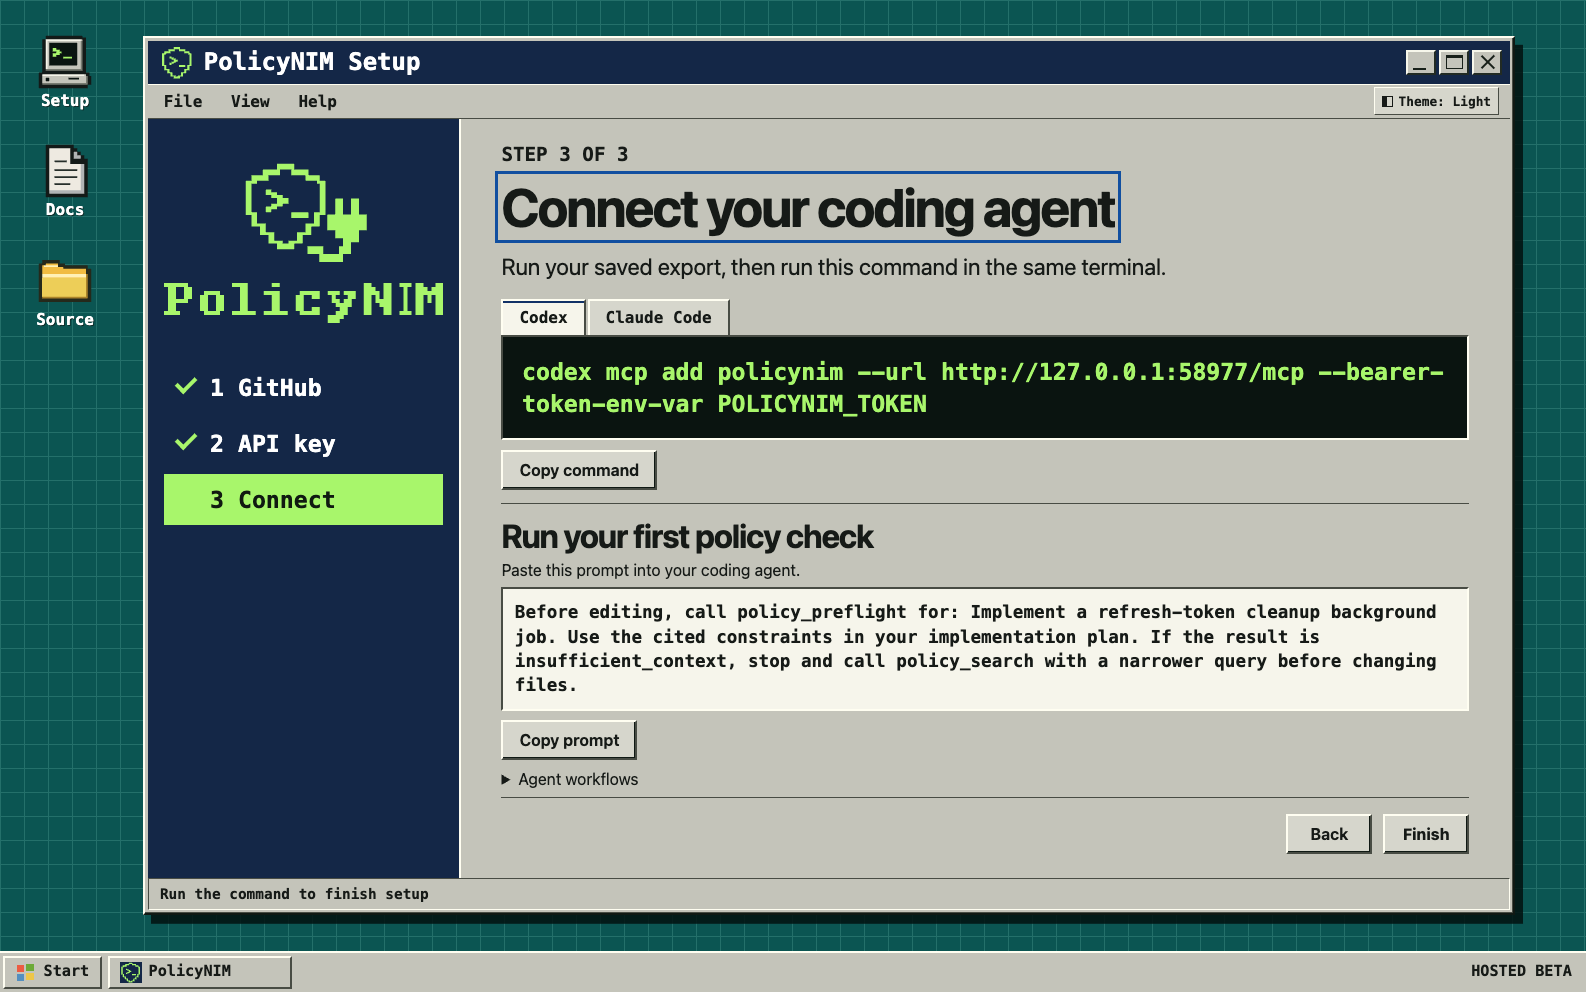 Setup
Docs
Source
PolicyNIM Setup
File View Help
Theme: Light
PolicyNIM
1 GitHub
2 API key
3 Connect
STEP 3 OF 3
Connect your coding agent
Run your saved export, then run this command in the same terminal.
Codex Claude Code
codex mcp add policynim --url http://127.0.0.1:58977/mcp --bearer-
token-env-var POLICYNIM_TOKEN
Copy command
Run your first policy check
Paste this prompt into your coding agent.
Before editing, call policy_preflight for: Implement a refresh-token cleanup background
job. Use the cited constraints in your implementation plan. If the result is
insufficient_context, stop and call policy_search with a narrower query before changing
files.
Copy prompt
Agent workflows
Back Finish
Run the command to finish setup
Start PolicyNIM HOSTED BETA